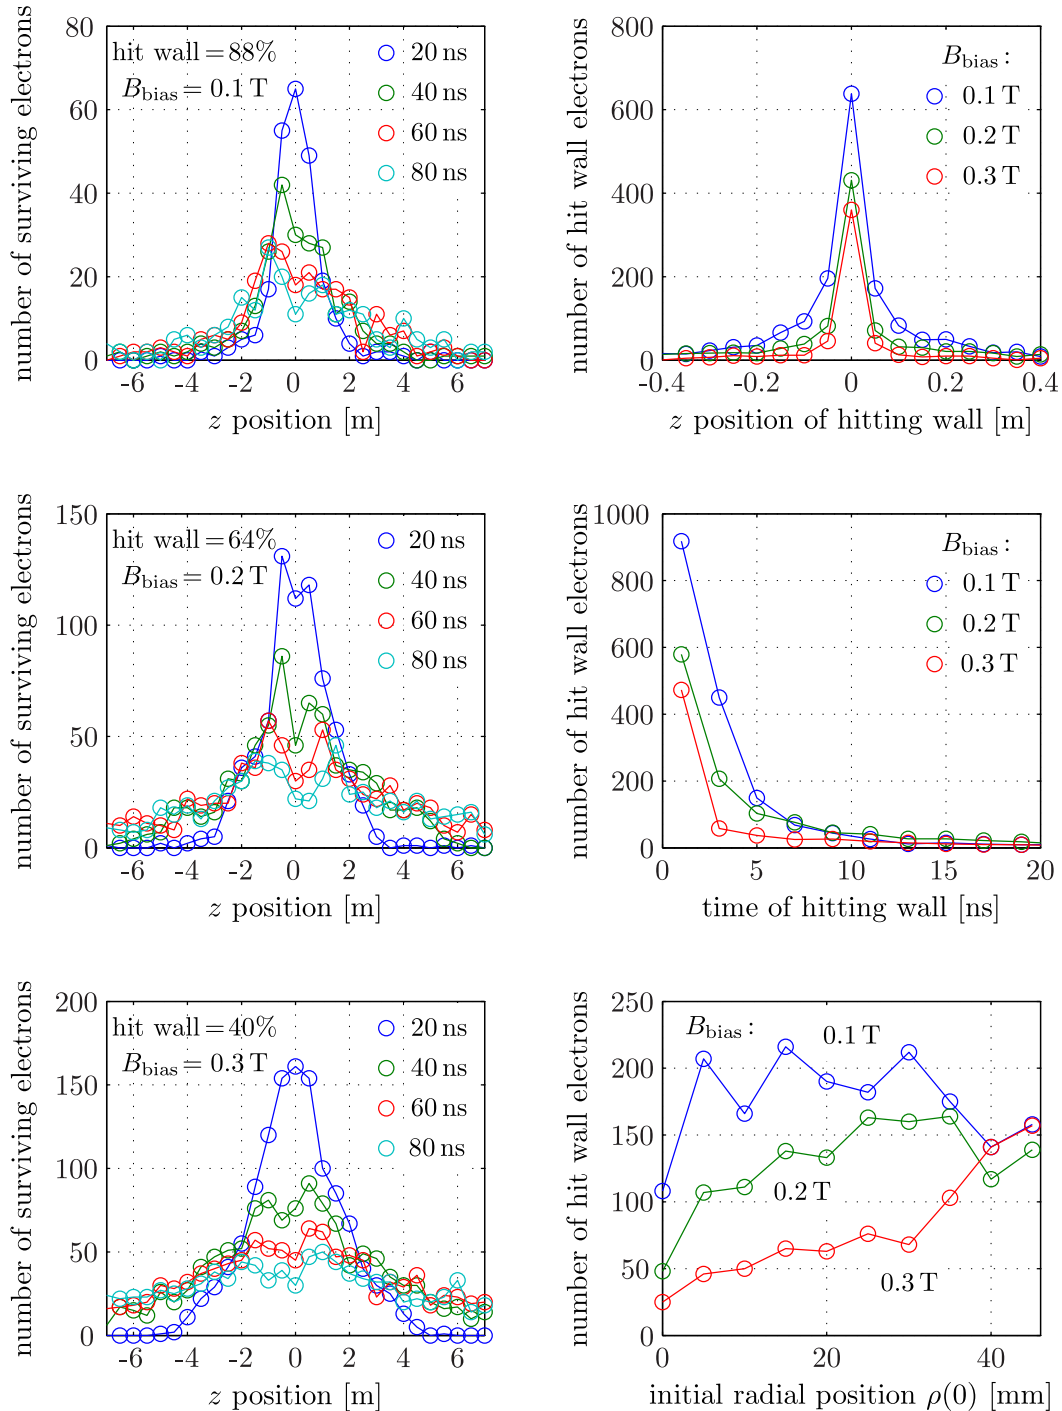 number of surviving electrons
80
60
40
20
0
hit wall = 88%
B_bias = 0.1 T
20 ns
40 ns
60 ns
80 ns
-6 -4 -2 0 2 4 6
z position [m]
number of hit wall electrons
800
600
400
200
0
B_bias :
0.1 T
0.2 T
0.3 T
-0.4 -0.2 0 0.2 0.4
z position of hitting wall [m]
number of surviving electrons
150
100
50
0
hit wall = 64%
B_bias = 0.2 T
20 ns
40 ns
60 ns
80 ns
-6 -4 -2 0 2 4 6
z position [m]
number of hit wall electrons
1000
800
600
400
200
0
B_bias :
0.1 T
0.2 T
0.3 T
0 5 10 15 20
time of hitting wall [ns]
number of surviving electrons
200
150
100
50
0
hit wall = 40%
B_bias = 0.3 T
20 ns
40 ns
60 ns
80 ns
-6 -4 -2 0 2 4 6
z position [m]
number of hit wall electrons
250
200
150
100
50
0
B_bias :
0.1 T
0.2 T
0.3 T
0 20 40
initial radial position ρ(0) [mm]